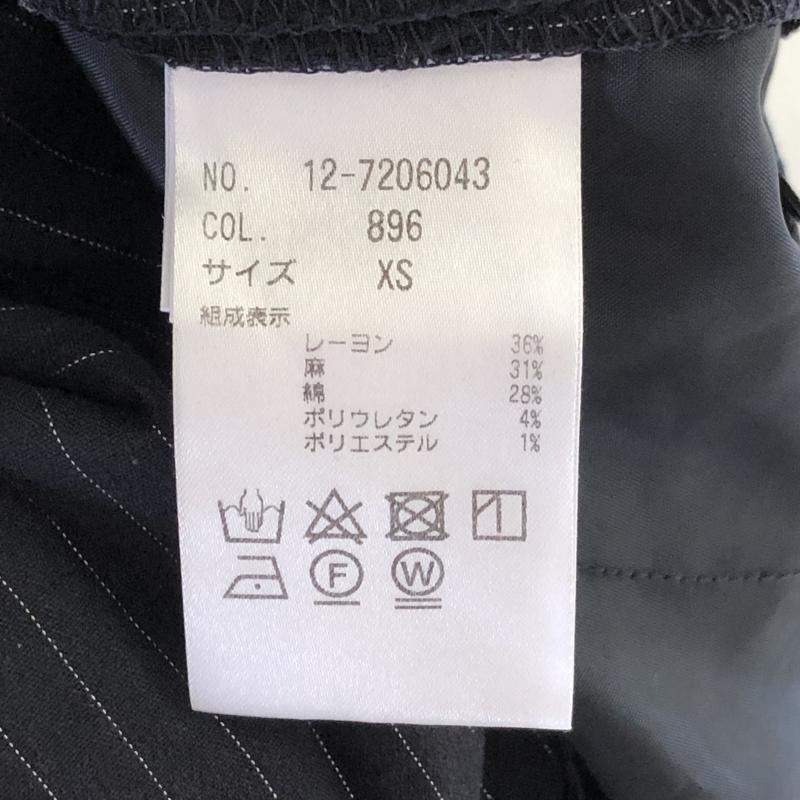 NO. 12-7206043
COL. 896
サイズ XS
組成表示
レーヨン 36%
麻 31%
綿 28%
ポリウレタン 4%
ポリエステル 1%
F W